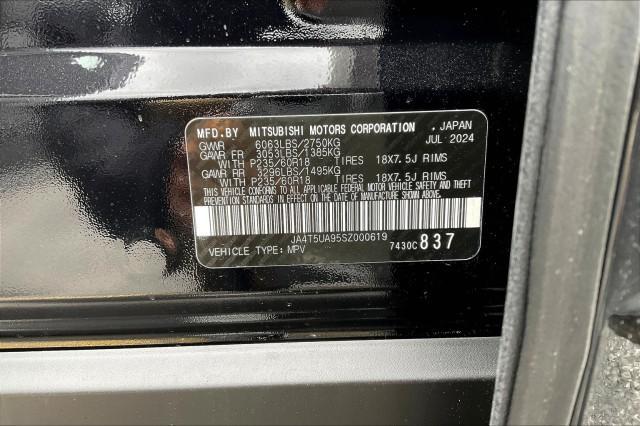 MFD.BY MITSUBISHI MOTORS CORPORATION . JAPAN
GVWR 6063LBS/2750KG JUL 2024
GAWR FR 3053LBS/1385KG
WITH P235/60R18 TIRES 18X7.5J RIMS
GAWR RR 3296LBS/1495KG
WITH P235/60R18 TIRES 18X7.5J RIMS
THIS VEHICLE CONFORMS TO ALL APPLICABLE FEDERAL MOTOR VEHICLE SAFETY AND THEFT
PREVENTION STANDARDS IN EFFECT ON THE DATE OF MANUFACTURE SHOWN ABOVE.
JA4T5UA95SZ000619
VEHICLE TYPE:MPV 7430C 837